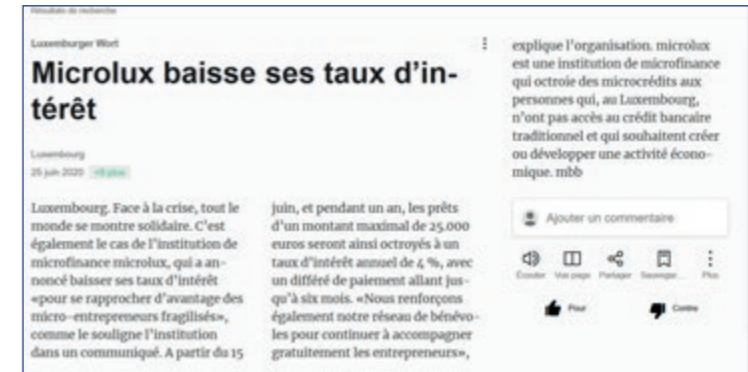 Résultats de recherche
Luxemburger Wort
Microlux baisse ses taux d’in-
térêt
Luxembourg
25 juin 2020
Luxembourg. Face à la crise, tout le
monde se montre solidaire. C’est
également le cas de l’institution de
microfinance microlux, qui a an-
noncé baisser ses taux d’intérêt
«pour se rapprocher d’avantage des
micro-entrepreneurs fragilisés»,
comme le souligne l’institution
dans un communiqué. A partir du 15
juin, et pendant un an, les prêts
d’un montant maximal de 25.000
euros seront ainsi octroyés à un
taux d’intérêt annuel de 4 %, avec
un différé de paiement allant jus-
qu’à six mois. «Nous renforçons
également notre réseau de bénévo-
les pour continuer à accompagner
gratuitement les entrepreneurs»,
explique l’organisation. microlux
est une institution de microfinance
qui octroie des microcrédits aux
personnes qui, au Luxembourg,
n’ont pas accès au crédit bancaire
traditionnel et qui souhaitent créer
ou développer une activité écono-
mique. mbb
Ajouter un commentaire
Écouter Voir page Partager Sauvegar... Plus
Pour Contre